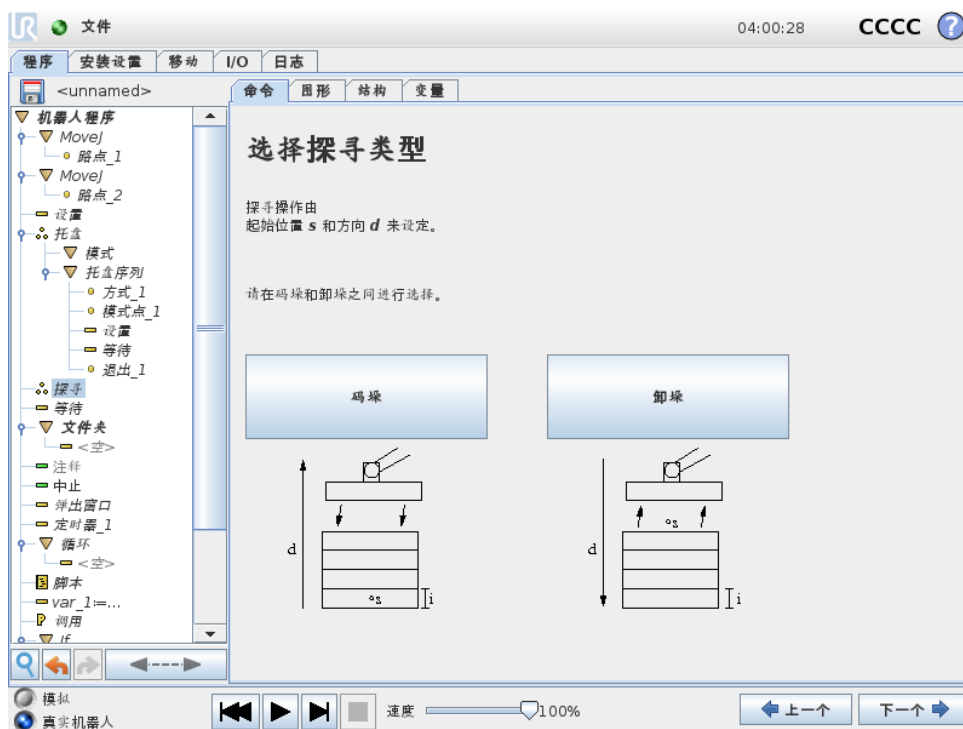 UR
文件
04:00:28
CCCC
?
程序
安装设置
移动
I/O
日志
<unnamed>
命令
图形
结构
变量
机器人程序
MoveJ
路点_1
MoveJ
路点_2
设置
托盘
模式
托盘序列
方式_1
模式点_1
设置
等待
退出_1
探寻
等待
文件夹
<空>
注释
中止
弹出窗口
定时器_1
循环
<空>
脚本
var_1:=...
P 调用
If
选择探寻类型
探寻操作由
起始位置 s 和方向 d 来设定。
请在码垛和卸垛之间进行选择。
码垛
卸垛
d
s
i
d
s
i
模拟
真实机器人
速度
100%
上一个
下一个